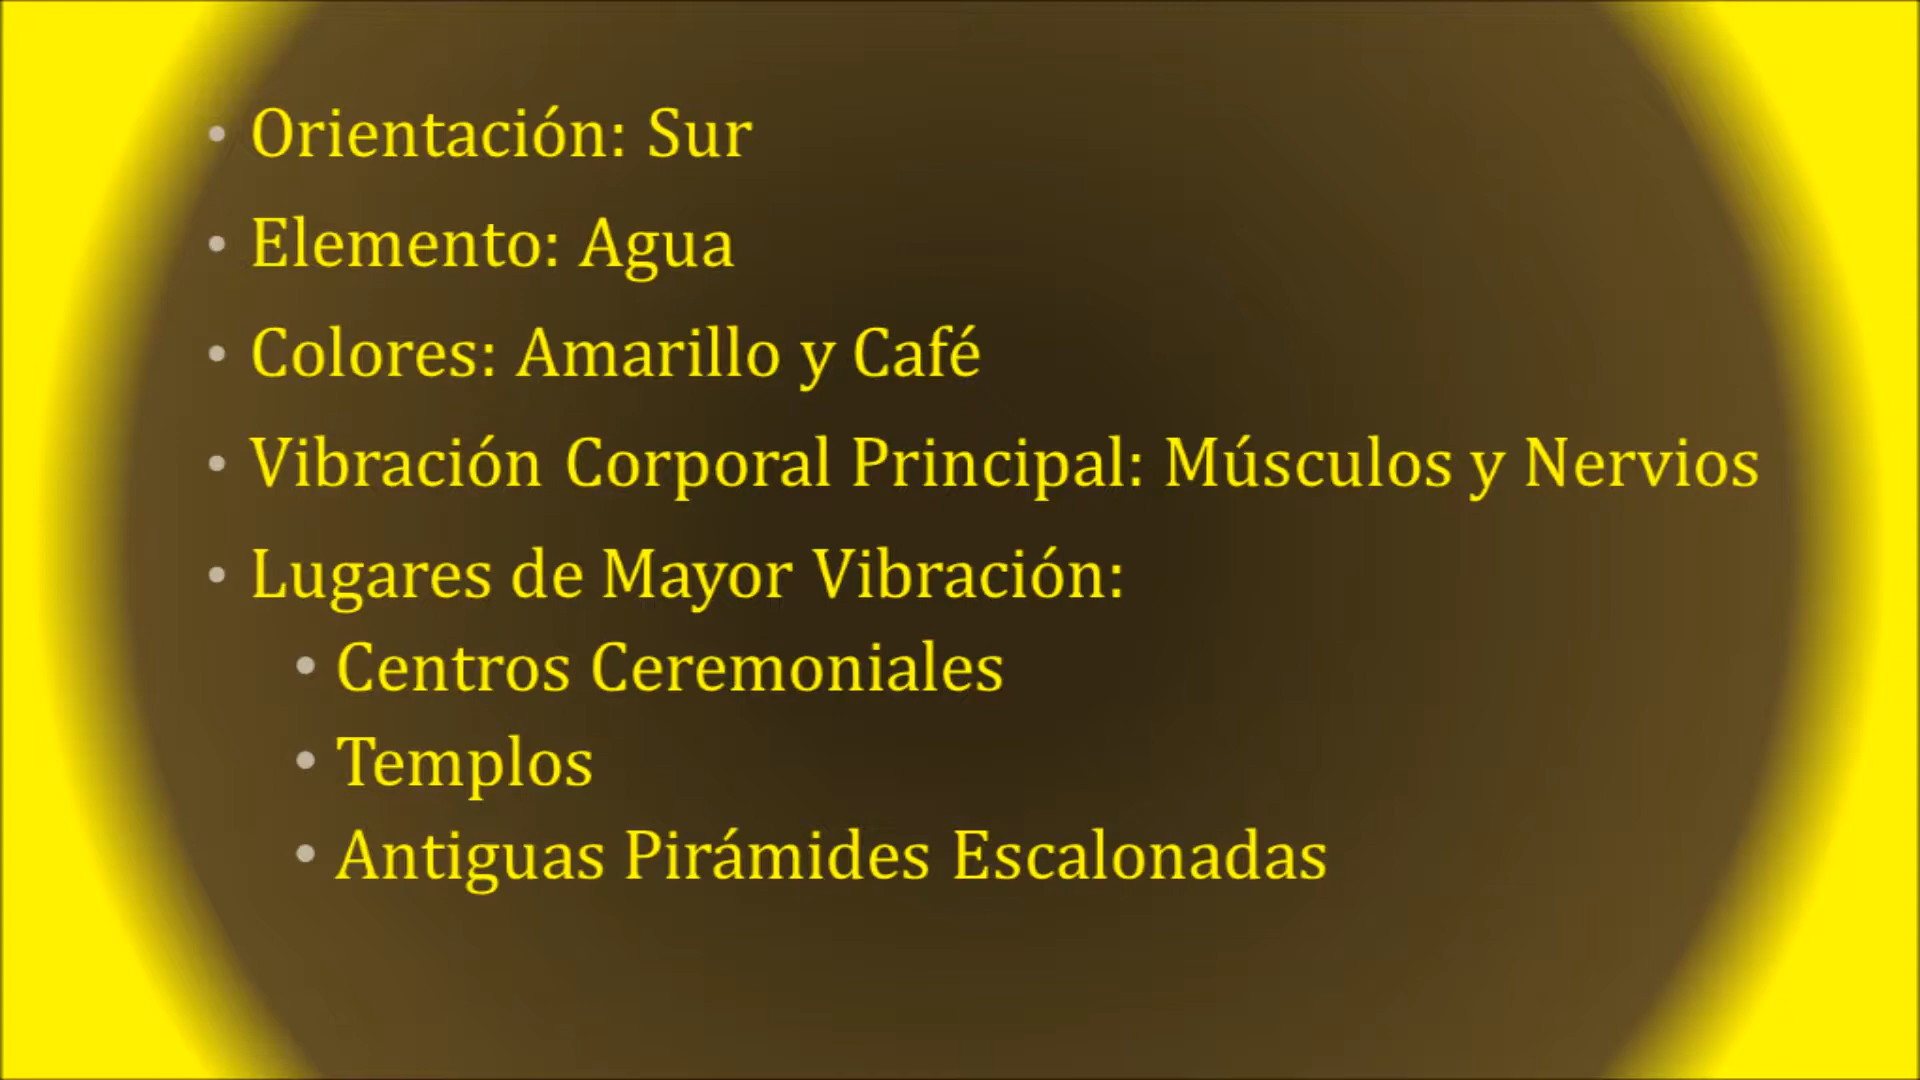 • Orientación: Sur
• Elemento: Agua
• Colores: Amarillo y Café
• Vibración Corporal Principal: Músculos y Nervios
• Lugares de Mayor Vibración:
• Centros Ceremoniales
• Templos
• Antiguas Pirámides Escalonadas